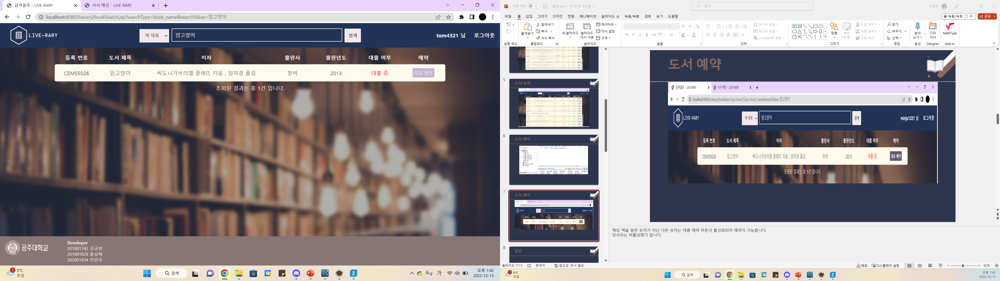 검색결과 - LIVE-RARY
사서 메인 - LIVE-RARY
localhost:8080/liverary/bookSearch.jsp?searchType=book_name&searchValue=암고양이
LIVE-RARY
책 제목
암고양이
검색
tom4321 님
로그아웃
등록 번호 도서 제목 저자 출판사 출판년도 대출 여부 예약
CEM55026 암고양이 씨도니가브리엘 꼴레뜨 지음 ; 임미경 옮김 창비 2013 대출 중 대출 예약
조회된 결과는 총 1건 입니다.
공주대학교
Developer
201801743 김규빈
201801828 홍상혁
202001834 진민주
1
5°C
흐림
검색
가
오후 1:42
2022-12-13
자동 저장 끔
발표.pptx • 이 PC에 저장됨
검색
진민주
파일 홈 삽입 그리기 디자인 전환 애니메이션 슬라이드 쇼 녹음/녹화 검토 보기 도움말
녹음/녹화
공유
실행 취소
붙여넣기
잘라내기
복사
서식 복사
클립보드
새 슬라이드
슬라이드 다시 사용
레이아웃
다시 설정
구역
슬라이드
13
글꼴
텍스트 방향
텍스트 맞춤
SmartArt로 변환
단락
정렬
빠른 스타일
도형 채우기
도형 윤곽선
도형 효과
그리기
찾기
바꾸기
선택
편집
받아쓰기
음성
디자이너
Designer
MathType
Add-in
5
도서 검색
6
도서 예약
7
도서 예약
8
알람
도서 예약
검색결과 - LIVE-RARY
사서 메인 - LIVE-RARY
localhost:8080/liverary/bookSearch.jsp?searchType=book_name&searchValue=암고양이
LIVE-RARY
책 제목
암고양이
검색
minju1221 님
로그아웃
등록 번호 도서 제목 저자 출판사 출판년도 대출 여부 예약
CEM55026 암고양이 씨도니가브리엘 꼴레뜨 지음 ; 임미경 옮김 창비 2013 대출 중 대출 예약
조회된 결과는 총 1건 입니다.
해당 책을 빌린 유저가 아닌 다른 유저는 대출 예약 버튼이 활성화되어 예약이 가능합니다.
당사자는 비활성화가 됩니다.
슬라이드 7/15
한국어
접근성: 조사 필요
메모
디스플레이 설정
92%
1
5°C
흐림
검색
오후 1:42
2022-12-13